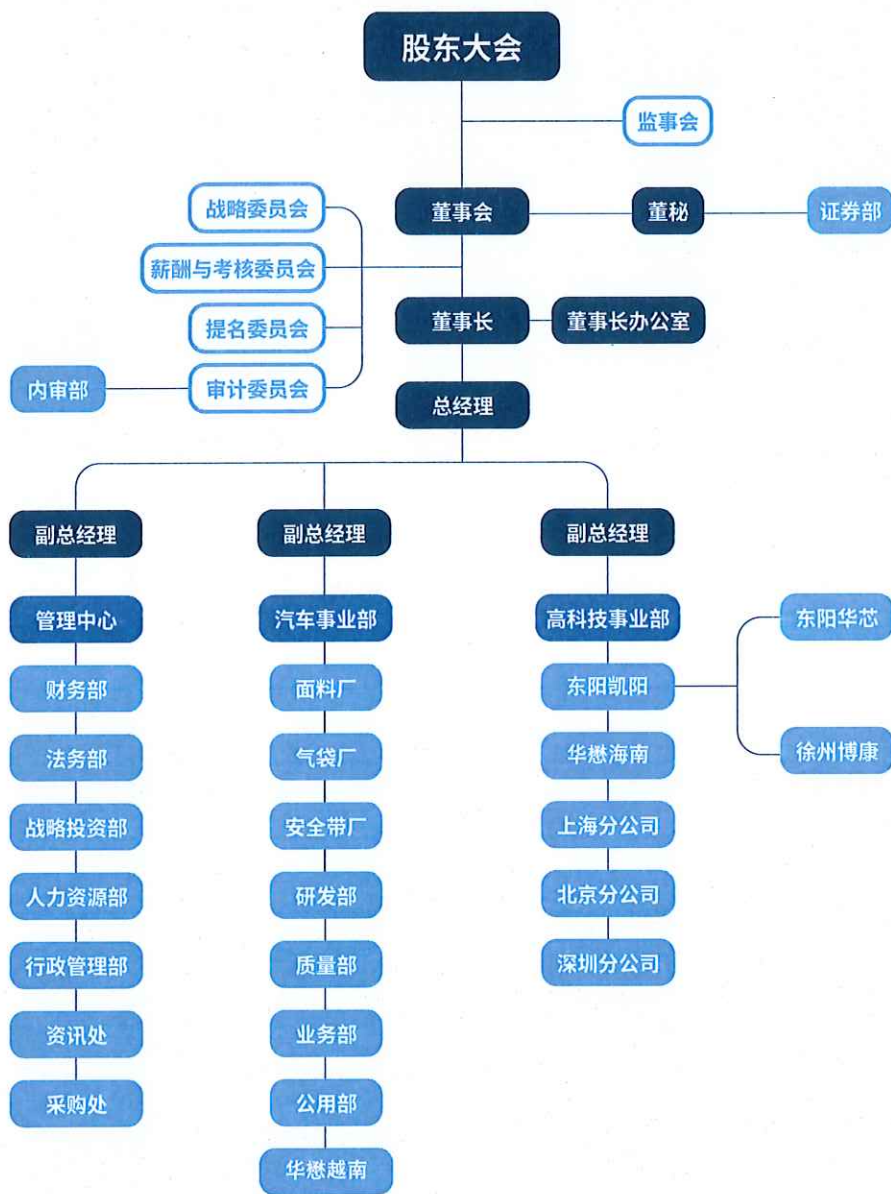 股东大会
监事会
战略委员会
董事会
董秘
证券部
薪酬与考核委员会
提名委员会
董事长
董事长办公室
内审部
审计委员会
总经理
副总经理
副总经理
副总经理
管理中心
汽车事业部
高科技事业部
东阳华芯
财务部
面料厂
东阳凯阳
法务部
气袋厂
华懋海南
徐州博康
战略投资部
安全带厂
上海分公司
人力资源部
研发部
北京分公司
行政管理部
质量部
深圳分公司
资讯处
业务部
采购处
公用部
华懋越南